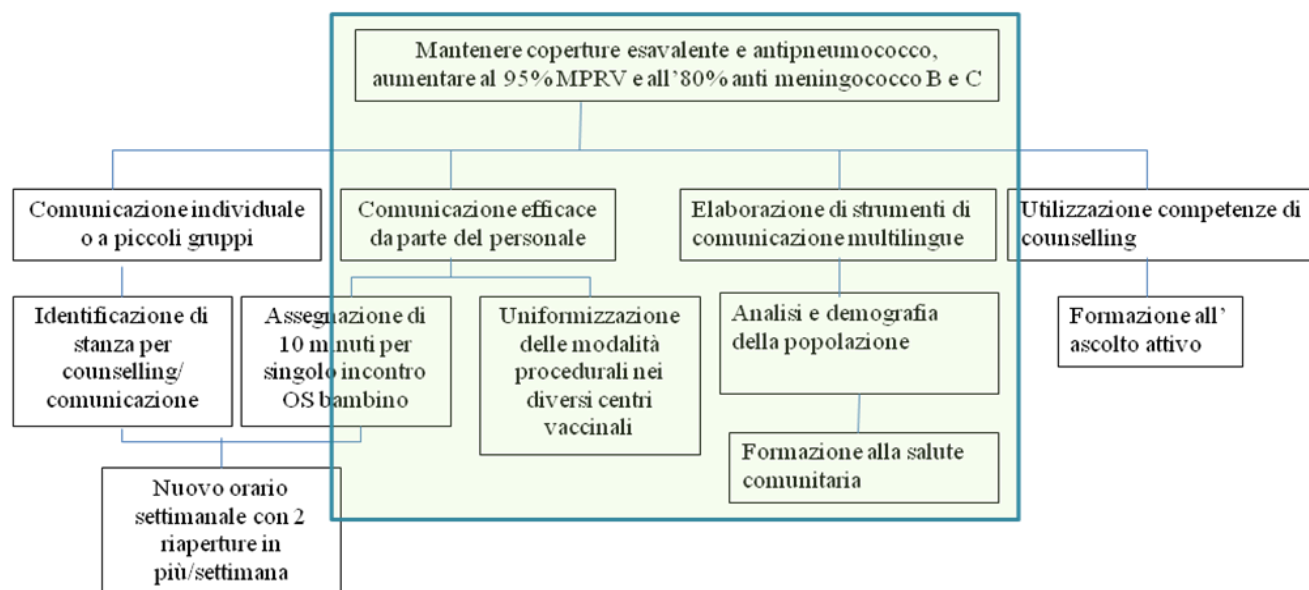 Mantenere coperture esavalente e antipneumococco,
aumentare al 95% MPRV e all'80% anti meningococco B e C
Comunicazione individuale
o a piccoli gruppi
Comunicazione efficace
da parte del personale
Elaborazione di strumenti di
comunicazione multilingue
Utilizzazione competenze di
counselling
Identificazione di
stanza per
counselling/
comunicazione
Assegnazione di
10 minuti per
singolo incontro
OS bambino
Uniformizzazione
delle modalità
procedurali nei
diversi centri
vaccinali
Analisi e demografia
della popolazione
Formazione all'
ascolto attivo
Formazione alla salute
comunitaria
Nuovo orario
settimanale con 2
riaperture in
più/settimana